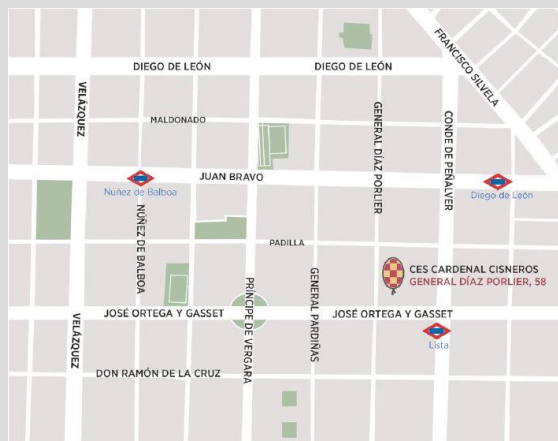 FRANCISCO SILVELA
DIEGO DE LEÓN
DIEGO DE LEÓN
VELÁZQUEZ
MALDONADO
GENERAL DÍAZ PORLIER
CONDE DE PEÑALVER
JUAN BRAVO
Núñez de Balboa
Diego de León
NÚÑEZ DE BALBOA
PADILLA
CES CARDENAL CISNEROS
GENERAL DÍAZ PORLIER, 58
PRÍNCIPE DE VERGARA
GENERAL PARDIÑAS
JOSÉ ORTEGA Y GASSET
JOSÉ ORTEGA Y GASSET
VELÁZQUEZ
Lista
DON RAMÓN DE LA CRUZ